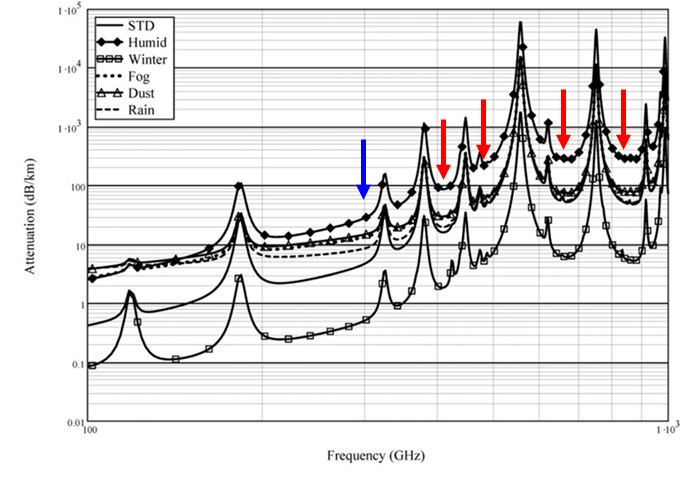 1·10⁵
STD
Humid
Winter
Fog
Dust
Rain
1·10⁴
1·10³
100
10
1
0.1
0.01
100
1·10³
Attenuation (dB/km)
Frequency (GHz)